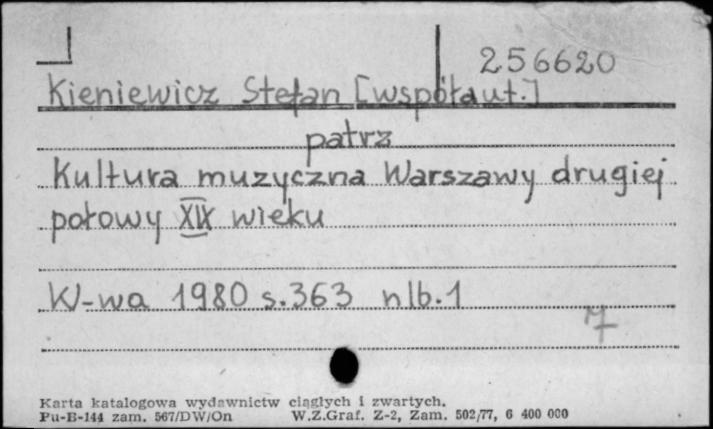 256620
Kieniewicz Stefan [współaut.]
patrz
Kultura muzyczna Warszawy drugiej
połowy XIX wieku
W-wa 1980 s.363 nlb.1
7
Karta katalogowa wydawnictw ciągłych i zwartych.
Pu-B-144 zam. 567/DW/On W.Z.Graf. Z-2, Zam. 502/77, 6 400 000